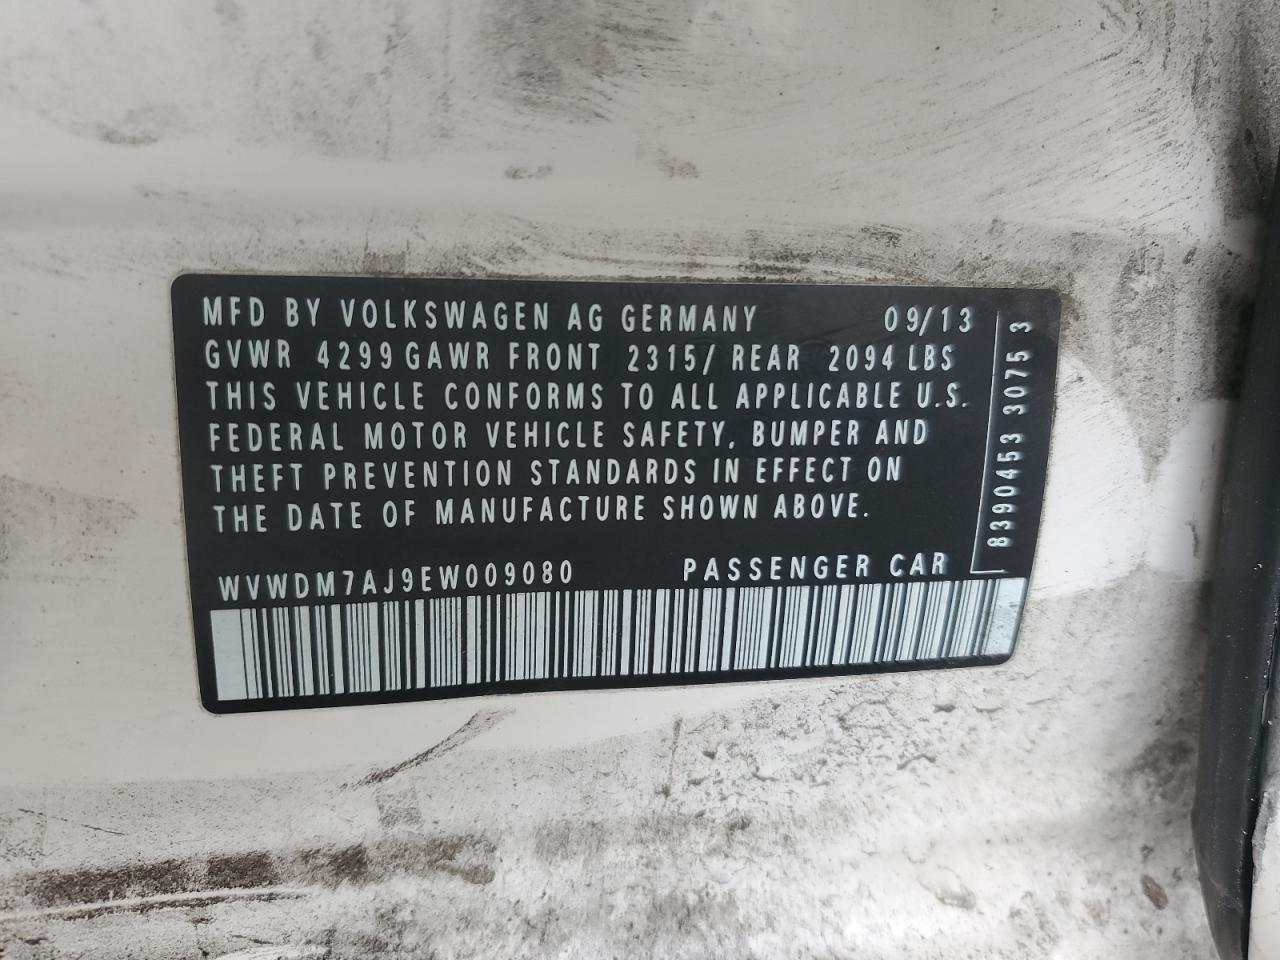 MFD BY VOLKSWAGEN AG GERMANY 09/13
GVWR 4299 GAWR FRONT 2315/ REAR 2094 LBS
THIS VEHICLE CONFORMS TO ALL APPLICABLE U.S.
FEDERAL MOTOR VEHICLE SAFETY, BUMPER AND
THEFT PREVENTION STANDARDS IN EFFECT ON
THE DATE OF MANUFACTURE SHOWN ABOVE.
WVWDM7AJ9EW009080 PASSENGER CAR
8390453 3075 3